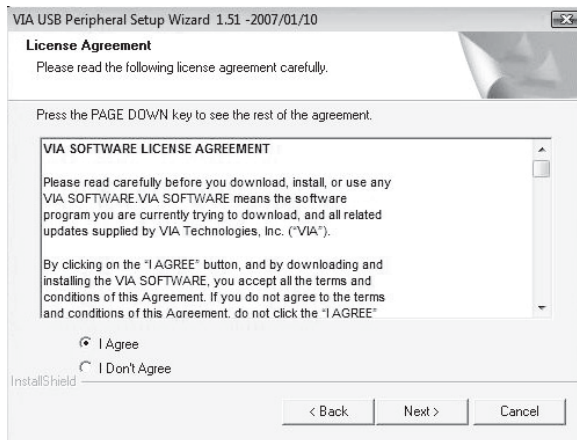 VIA USB Peripheral Setup Wizard 1.51 -2007/01/10
License Agreement
Please read the following license agreement carefully.
Press the PAGE DOWN key to see the rest of the agreement.
VIA SOFTWARE LICENSE AGREEMENT
Please read carefully before you download, install, or use any
VIA SOFTWARE.VIA SOFTWARE means the software
program you are currently trying to download, and all related
updates supplied by VIA Technologies, Inc. ("VIA").
By clicking on the "I AGREE" button, and by downloading and
installing the VIA SOFTWARE, you accept all the terms and
conditions of this Agreement. If you do not agree to the terms
and conditions of this Agreement, do not click the "I AGREE"
I Agree
I Don't Agree
InstallShield
< Back
Next >
Cancel